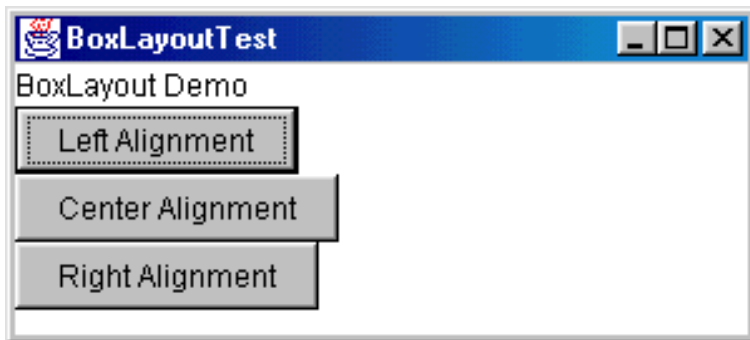 BoxLayoutTest
BoxLayout Demo
Left Alignment
Center Alignment
Right Alignment